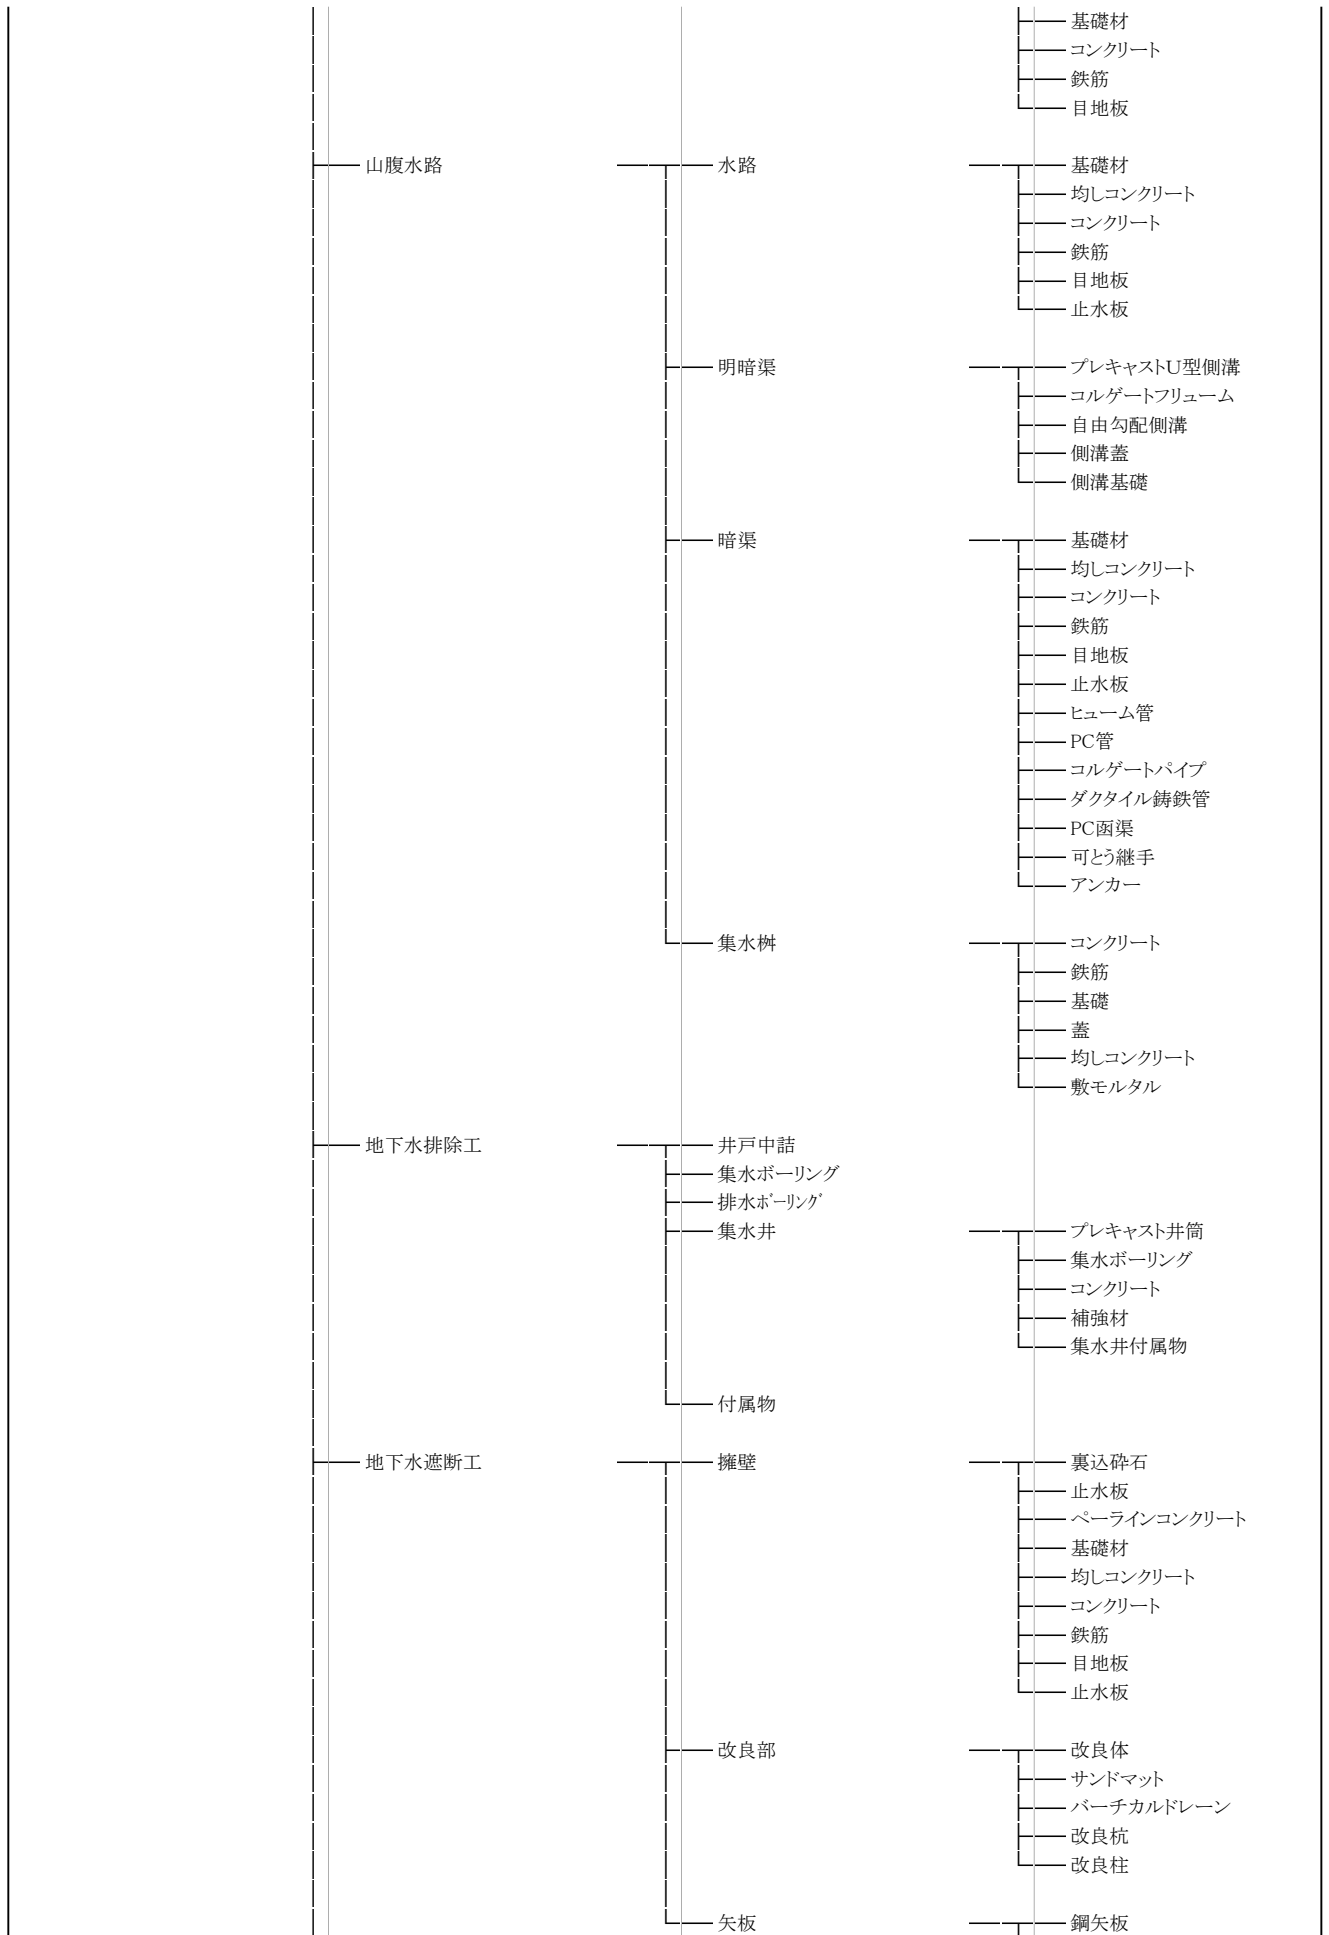 基礎材
コンクリート
鉄筋
目地板
山腹水路 水路 基礎材
均しコンクリート
コンクリート
鉄筋
目地板
止水板
明暗渠 プレキャストU型側溝
コルゲートフリューム
自由勾配側溝
側溝蓋
側溝基礎
暗渠 基礎材
均しコンクリート
コンクリート
鉄筋
目地板
止水板
ヒューム管
PC管
コルゲートパイプ
ダクタイル鋳鉄管
PC函渠
可とう継手
アンカー
集水桝 コンクリート
鉄筋
基礎
蓋
均しコンクリート
敷モルタル
地下水排除工 井戸中詰
集水ボーリング
排水ﾎﾞｰﾘﾝｸﾞ
集水井 プレキャスト井筒
集水ボーリング
コンクリート
補強材
集水井付属物
付属物
地下水遮断工 擁壁 裏込砕石
止水板
ペーラインコンクリート
基礎材
均しコンクリート
コンクリート
鉄筋
目地板
止水板
改良部 改良体
サンドマット
バーチカルドレーン
改良杭
改良柱
矢板 鋼矢板